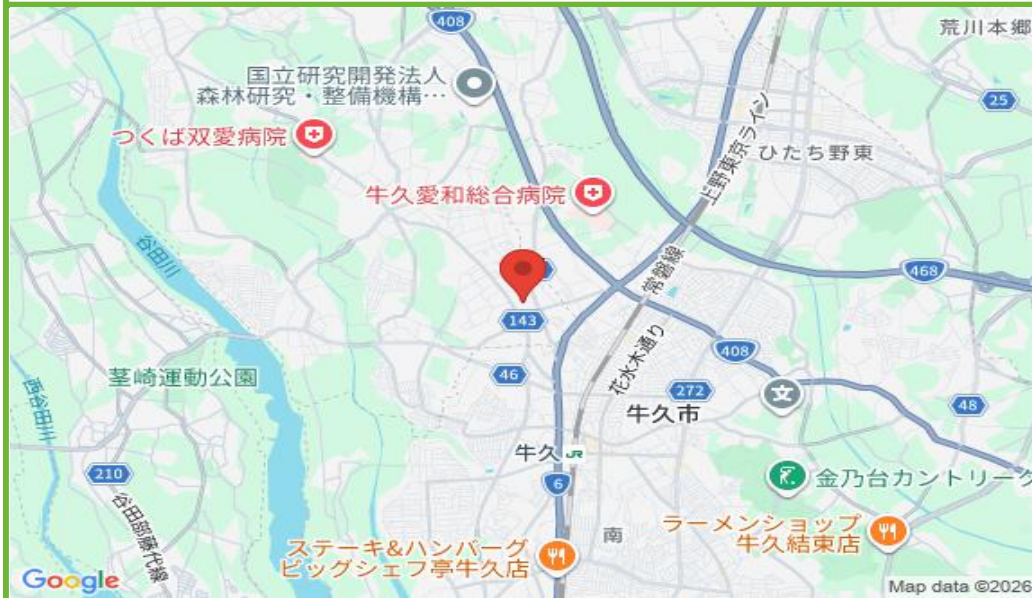 408
荒川本郷
国立研究開発法人
森林研究・整備機構…
25
つくば双愛病院
上野東京ライン
ひたち野東
牛久愛和総合病院
谷田川
常磐線
468
143
花水木通り
408
茎崎運動公園
46
272
西谷田川
牛久市
48
牛久 JR
210
6
金乃台カントリーク
谷田部藤代線
ラーメンショップ
牛久結束店
南
ステーキ&ハンバーグ
ビッグシェフ亭牛久店
Google
Map data ©2026